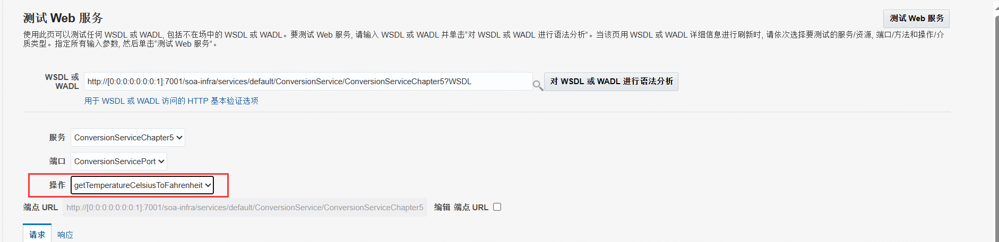 测试 Web 服务
测试 Web 服务
使用此页可以测试任何 WSDL 或 WADL, 包括不在场中的 WSDL 或 WADL。要测试 Web 服务, 请输入 WSDL 或 WADL 并单击“对 WSDL 或 WADL 进行语法分析”。当该页用 WSDL 或 WADL 详细信息进行刷新时, 请依次选择要测试的服务/资源, 端口/方法和操作/介
质类型。指定所有输入参数, 然后单击“测试 Web 服务”。
WSDL 或
WADL
http://[0:0:0:0:0:0:0:1]:7001/soa-infra/services/default/ConversionService/ConversionServiceChapter5?WSDL
对 WSDL 或 WADL 进行语法分析
用于 WSDL 或 WADL 访问的 HTTP 基本验证选项
服务 ConversionServiceChapter5
端口 ConversionServicePort
操作 getTemperatureCelsiusToFahrenheit
端点 URL http://[0:0:0:0:0:0:0:1]:7001/soa-infra/services/default/ConversionService/ConversionServiceChapter5 编辑 端点 URL
请求 响应